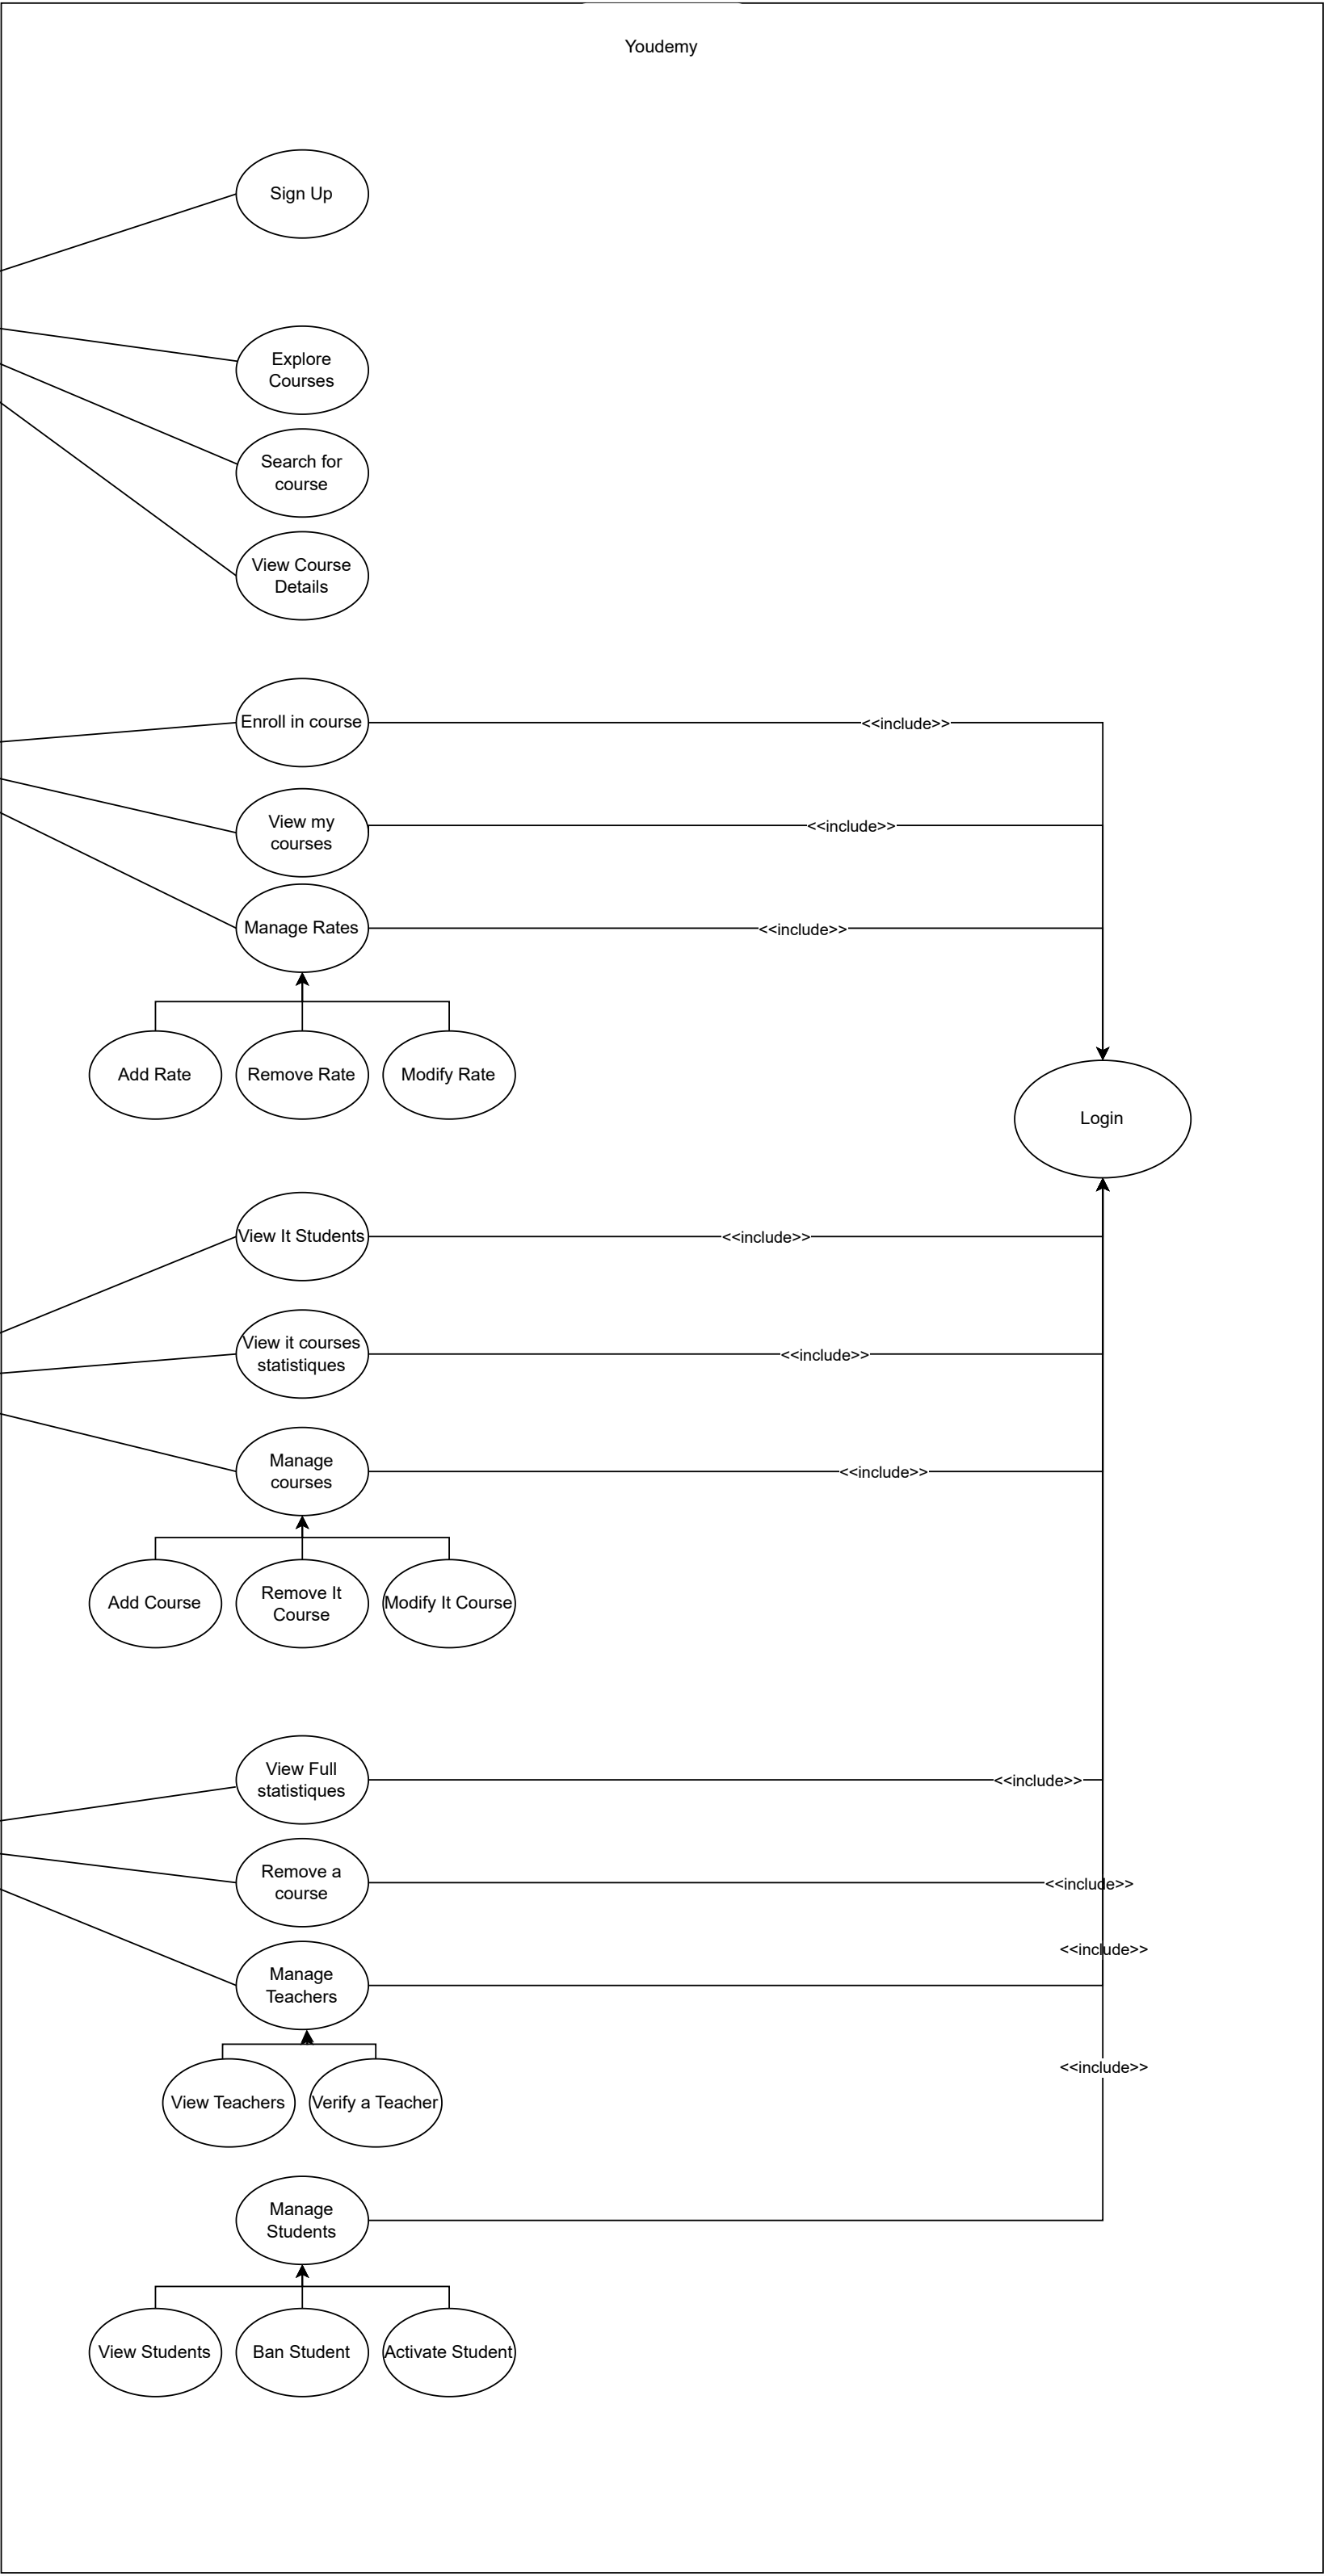 Youdemy
Sign Up
Explore
Courses
Search for
course
View Course
Details
Enroll in course
<<include>>
View my
courses
<<include>>
Manage Rates
<<include>>
Add Rate
Remove Rate
Modify Rate
Login
View It Students
<<include>>
View it courses
statistiques
<<include>>
Manage
courses
<<include>>
Add Course
Remove It
Course
Modify It Course
View Full
statistiques
<<include>>
Remove a
course
<<include>>
<<include>>
Manage
Teachers
<<include>>
View Teachers
Verify a Teacher
Manage
Students
View Students
Ban Student
Activate Student